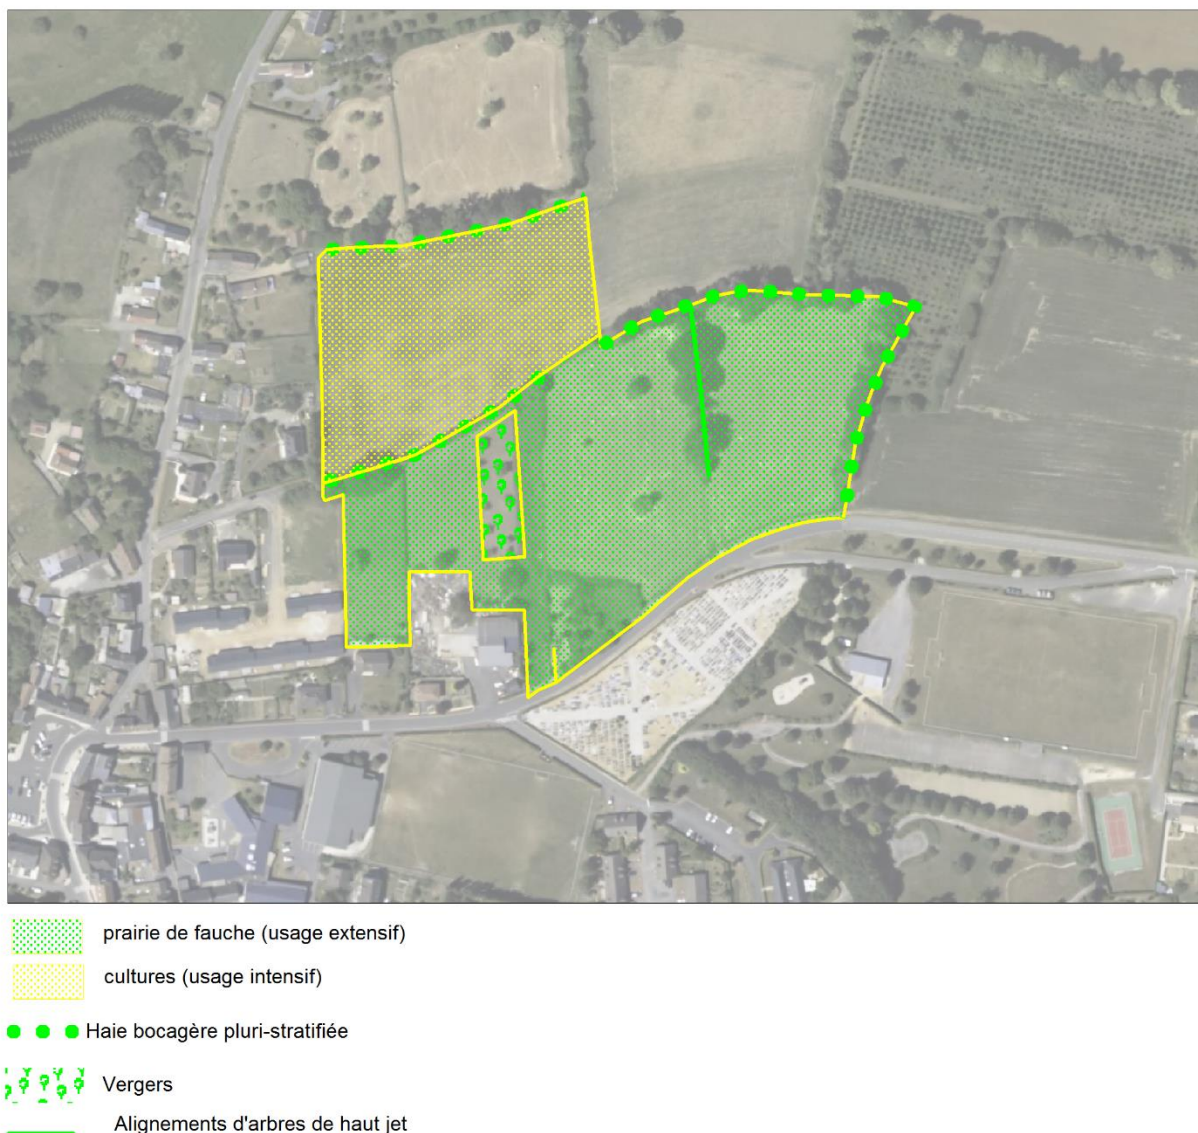 prairie de fauche (usage extensif)
cultures (usage intensif)
Haie bocagère pluri-stratifiée
Vergers
Alignements d'arbres de haut jet